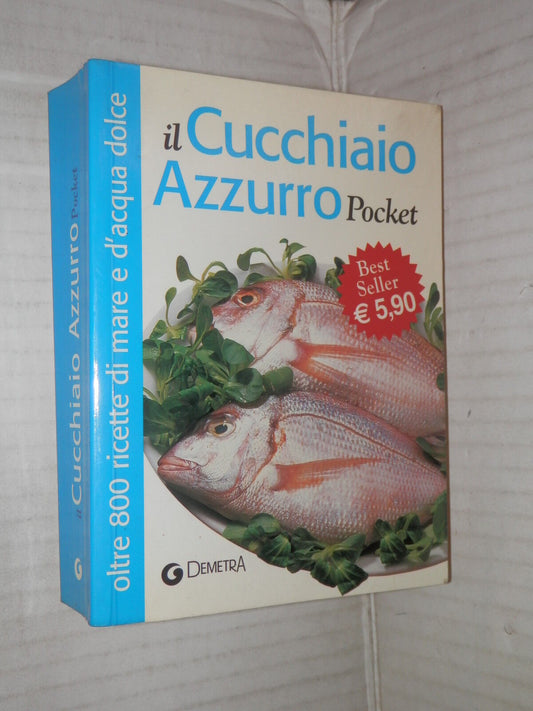 il Cucchiaio Azzurro Pocket
oltre 800 ricette di mare e d'acqua dolce
il Cucchiaio
Azzurro Pocket
Best
Seller
€ 5,90
DEMETRA